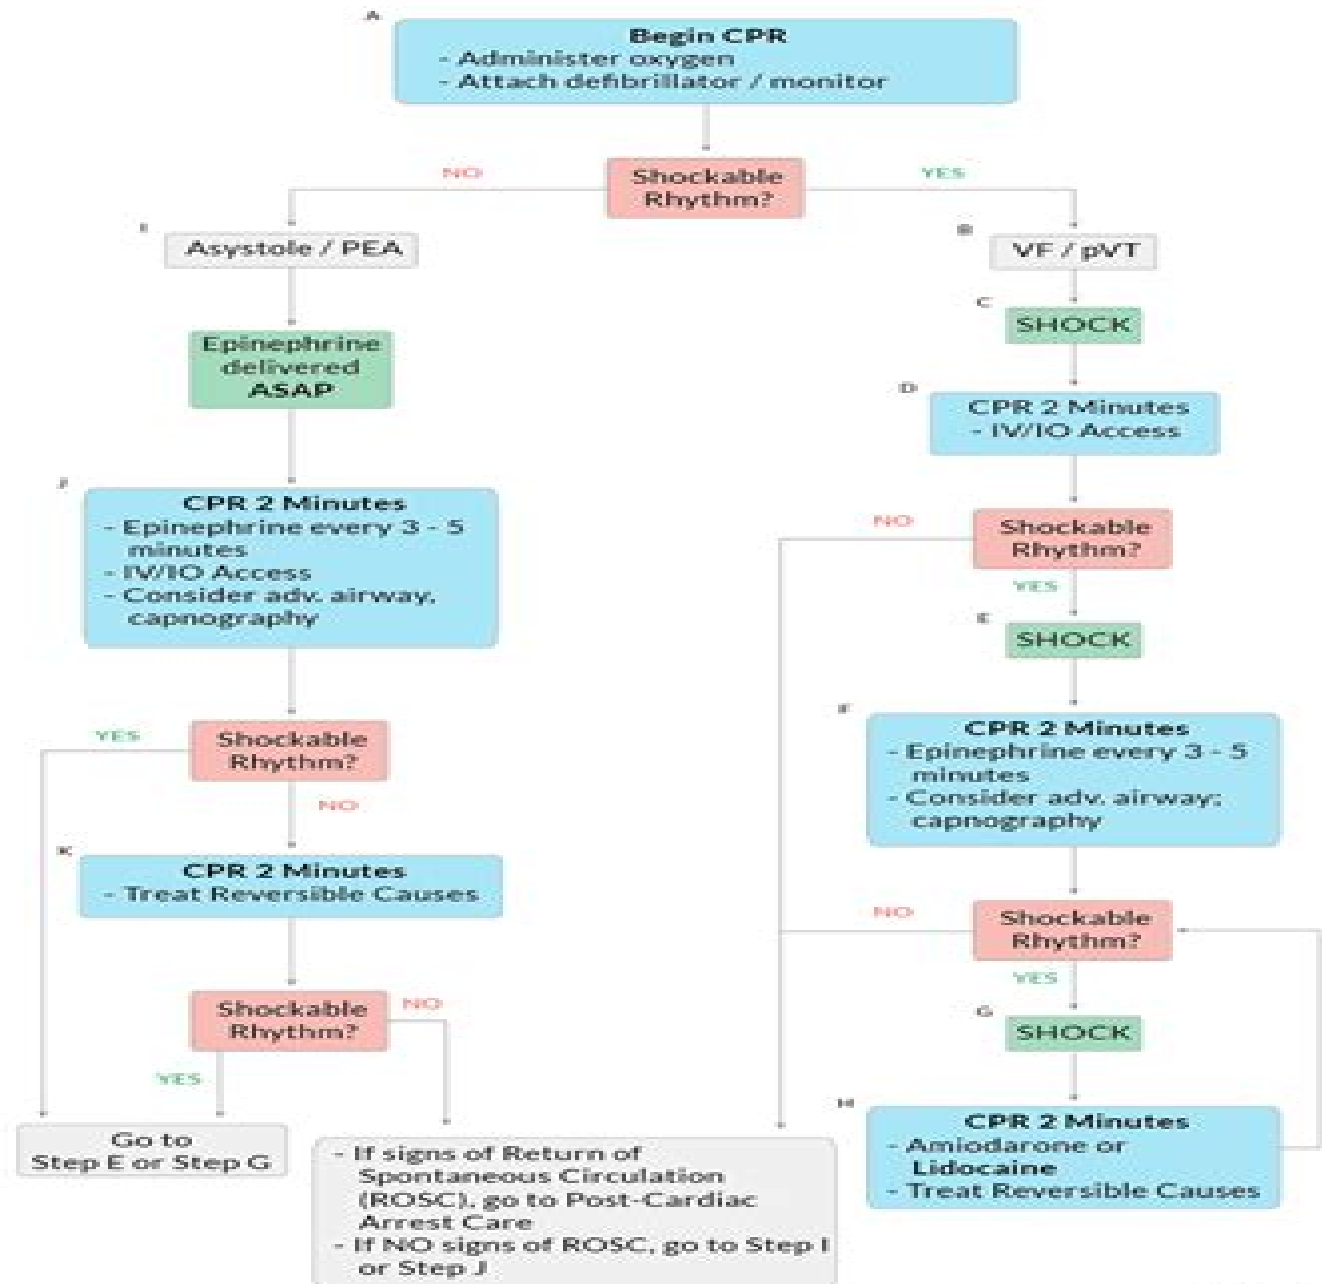 A
Begin CPR
- Administer oxygen
- Attach defibrillator / monitor
Shockable
Rhythm?
NO
YES
I
Asystole / PEA
Epinephrine
delivered
ASAP
J
CPR 2 Minutes
- Epinephrine every 3 - 5
minutes
- IV/IO Access
- Consider adv. airway,
capnography
Shockable
Rhythm?
YES
NO
K
CPR 2 Minutes
- Treat Reversible Causes
Shockable
Rhythm?
NO
YES
Go to
Step E or Step G
- If signs of Return of
Spontaneous Circulation
(ROSC), go to Post-Cardiac
Arrest Care
- If NO signs of ROSC, go to Step I
or Step J
B
VF / pVT
C
SHOCK
D
CPR 2 Minutes
- IV/IO Access
Shockable
Rhythm?
NO
YES
E
SHOCK
F
CPR 2 Minutes
- Epinephrine every 3 - 5
minutes
- Consider adv. airway;
capnography
Shockable
Rhythm?
NO
YES
G
SHOCK
H
CPR 2 Minutes
- Amiodarone or
Lidocaine
- Treat Reversible Causes